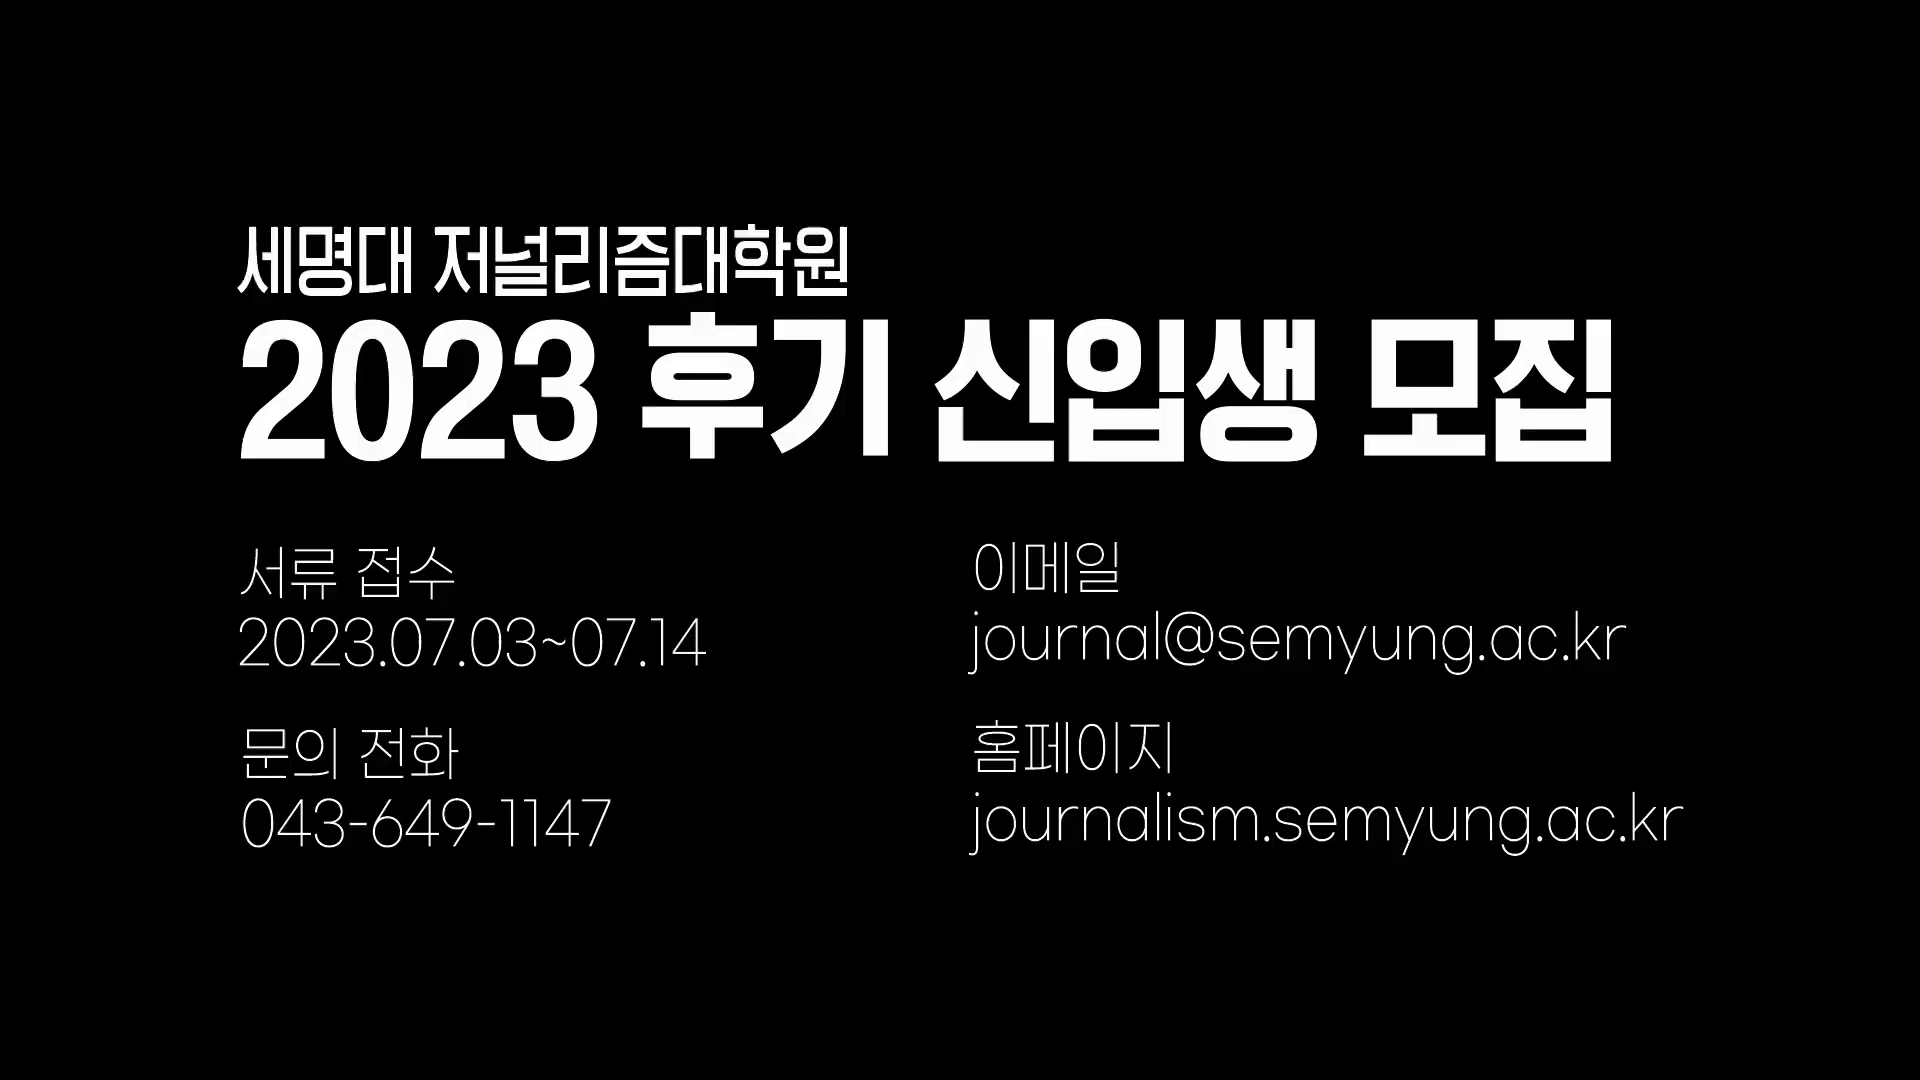 세명대 저널리즘대학원
2023 후기 신입생 모집
서류 접수
2023.07.03~07.14
문의 전화
043-649-1147
이메일
journal@semyung.ac.kr
홈페이지
journalism.semyung.ac.kr